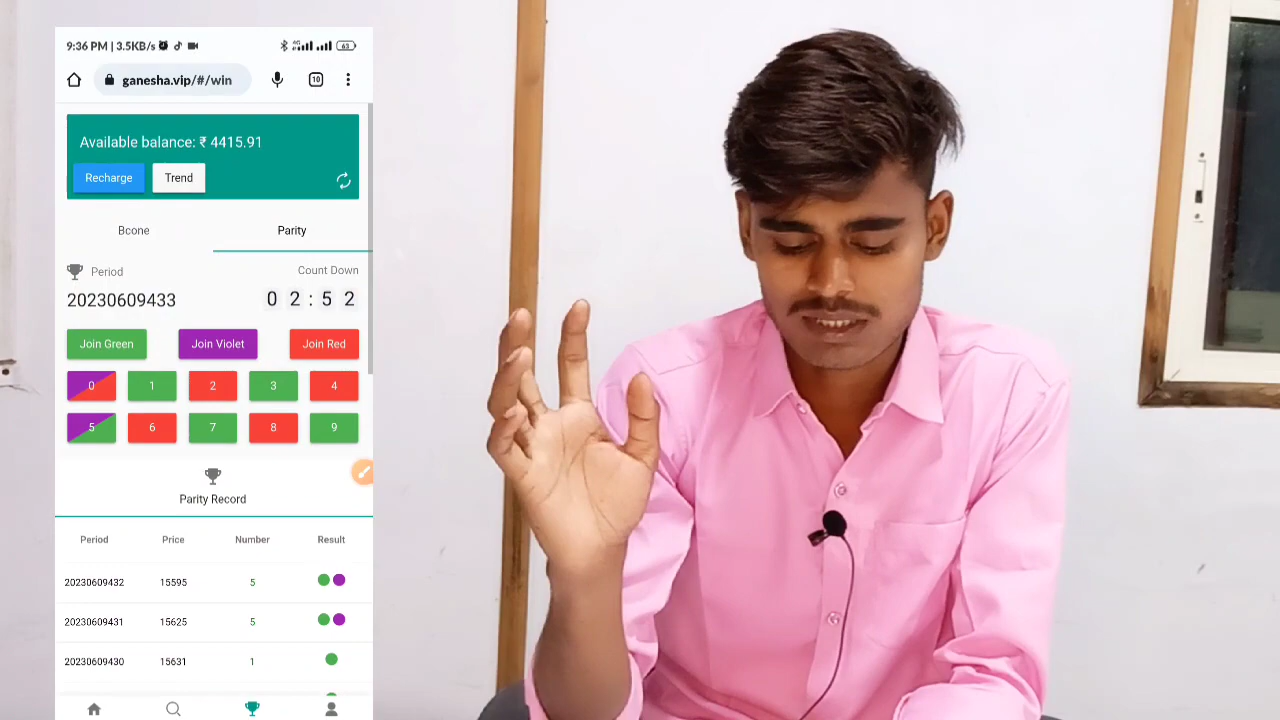 9:36 PM | 3.5KB/s 4G 63
ganesha.vip/#/win 10
Available balance: ₹ 4415.91
Recharge Trend
Bcone Parity
Period Count Down
20230609433 0 2 : 5 2
Join Green Join Violet Join Red
0 1 2 3 4
5 6 7 8 9
Parity Record
Period Price Number Result
20230609432 15595 5
20230609431 15625 5
20230609430 15631 1